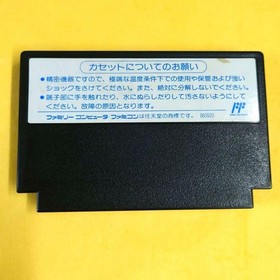 カセットについてのお願い
●精密機器ですので、極端な温度条件下での使用や保管および強い
ショックをさけてください。また、絶対に分解しないでください。
●端子部に手を触れたり、水にぬらしたりして汚さないようにして
ください。故障の原因となります。
ファミリーコンピュータ・ファミコンは任天堂の商標です。